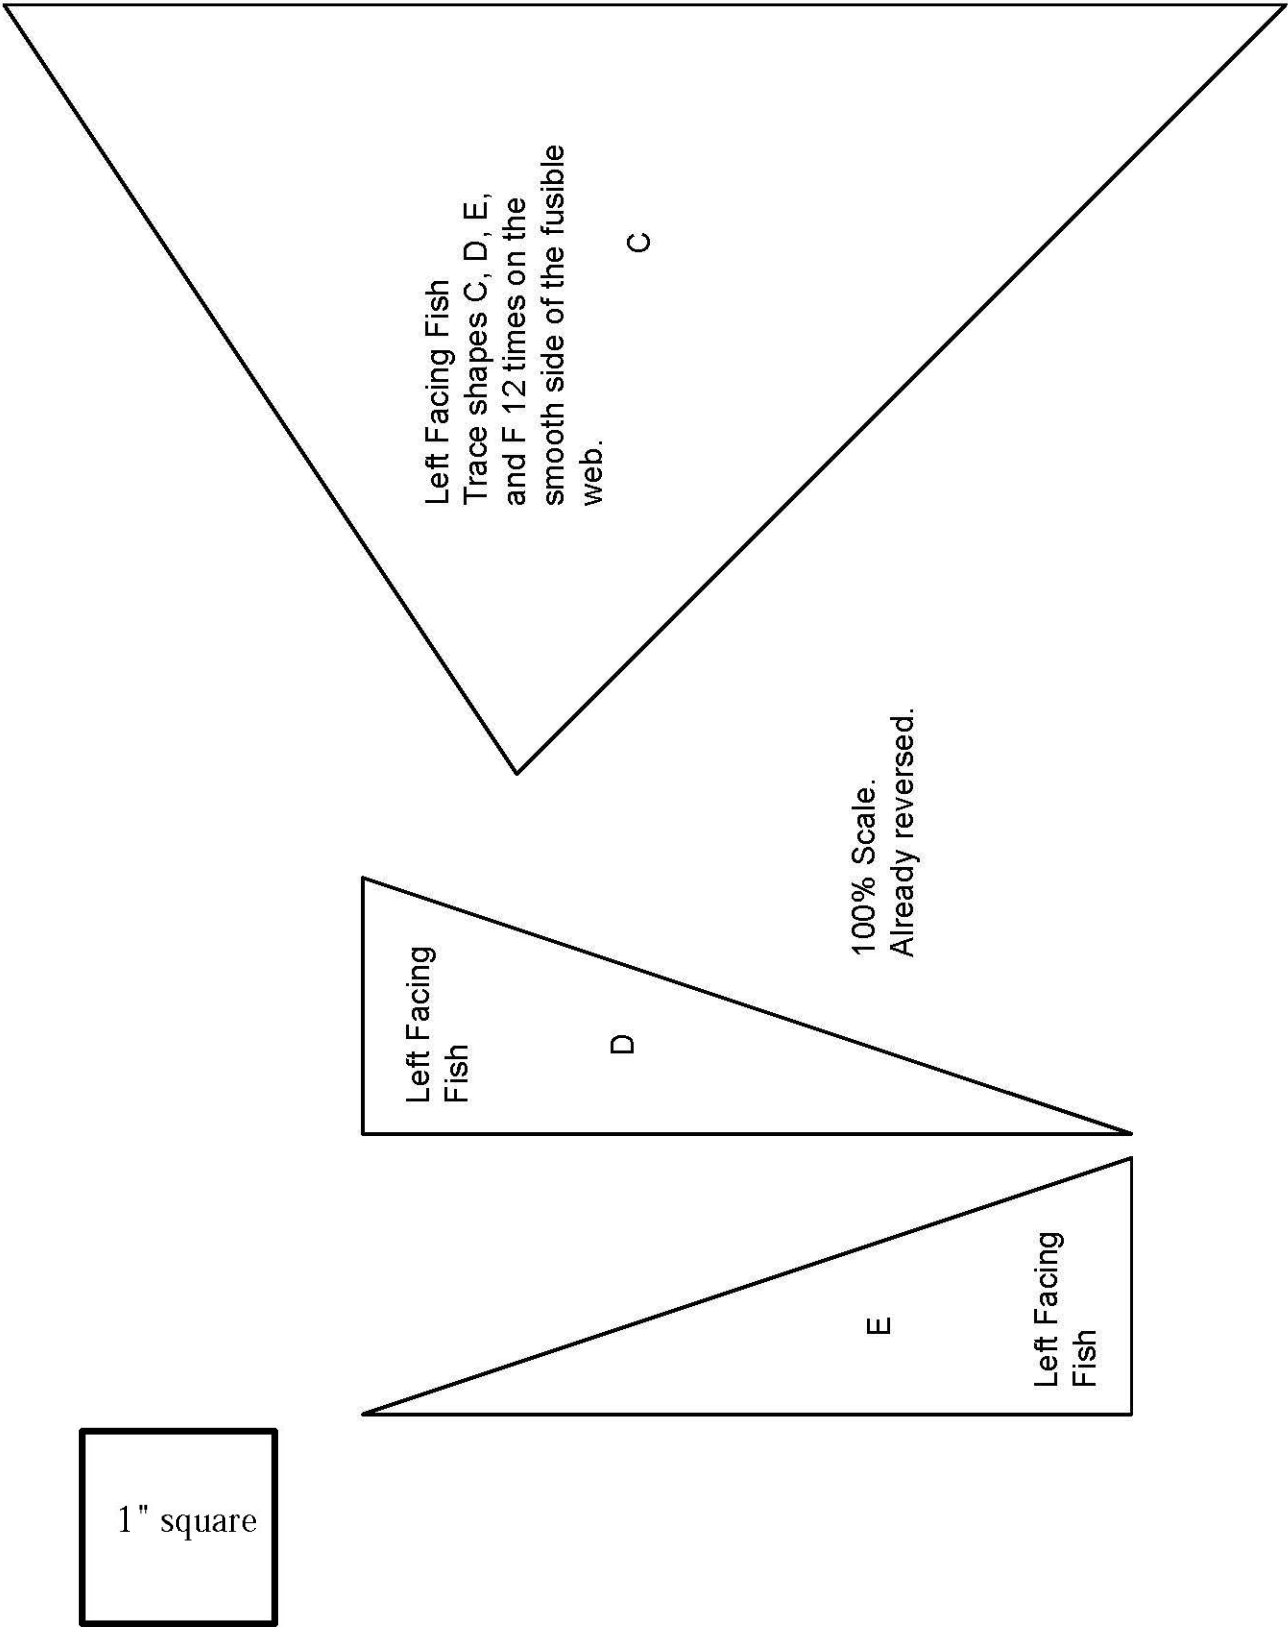 Left Facing Fish
Trace shapes C, D, E,
and F 12 times on the
smooth side of the fusible
web.
C
100% Scale.
Already reversed.
Left Facing
Fish
D
E
Left Facing
Fish
1" square